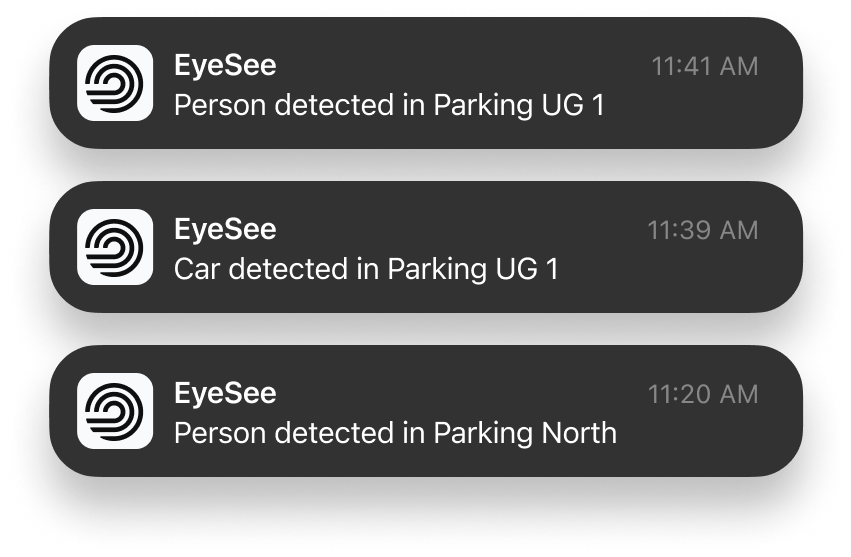 EyeSee 11:41 AM
Person detected in Parking UG 1
EyeSee 11:39 AM
Car detected in Parking UG 1
EyeSee 11:20 AM
Person detected in Parking North